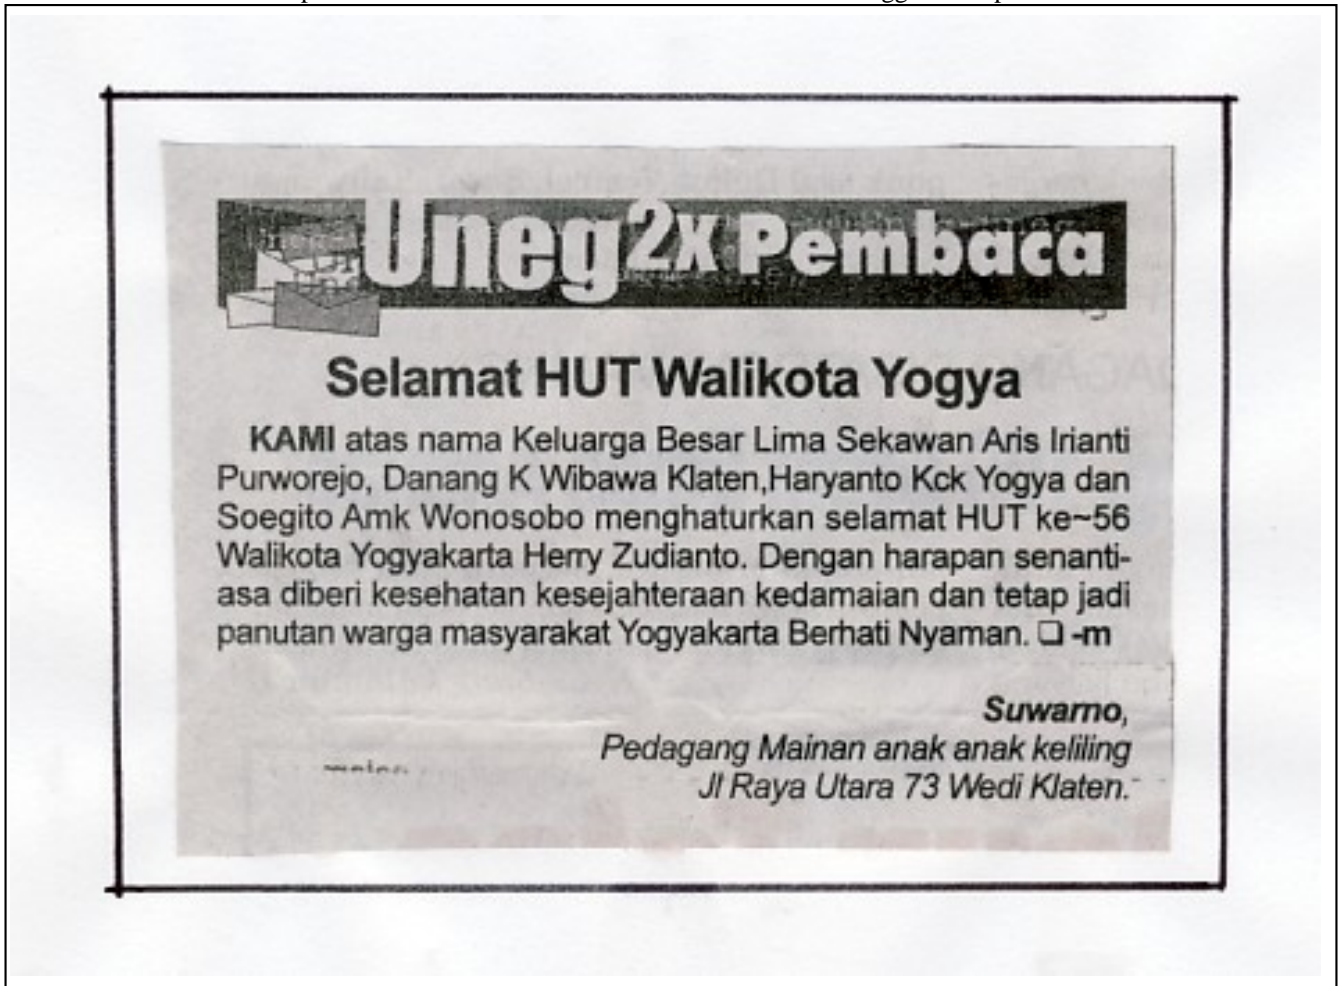 Uneg2x Pembaca
Selamat HUT Walikota Yogya
KAMI atas nama Keluarga Besar Lima Sekawan Aris Irianti
Purworejo, Danang K Wibawa Klaten,Haryanto Kck Yogya dan
Soegito Amk Wonosobo menghaturkan selamat HUT ke~56
Walikota Yogyakarta Herry Zudianto. Dengan harapan senanti-
asa diberi kesehatan kesejahteraan kedamaian dan tetap jadi
panutan warga masyarakat Yogyakarta Berhati Nyaman. ❑ -m
Suwarno,
Pedagang Mainan anak anak keliling
Jl Raya Utara 73 Wedi Klaten.